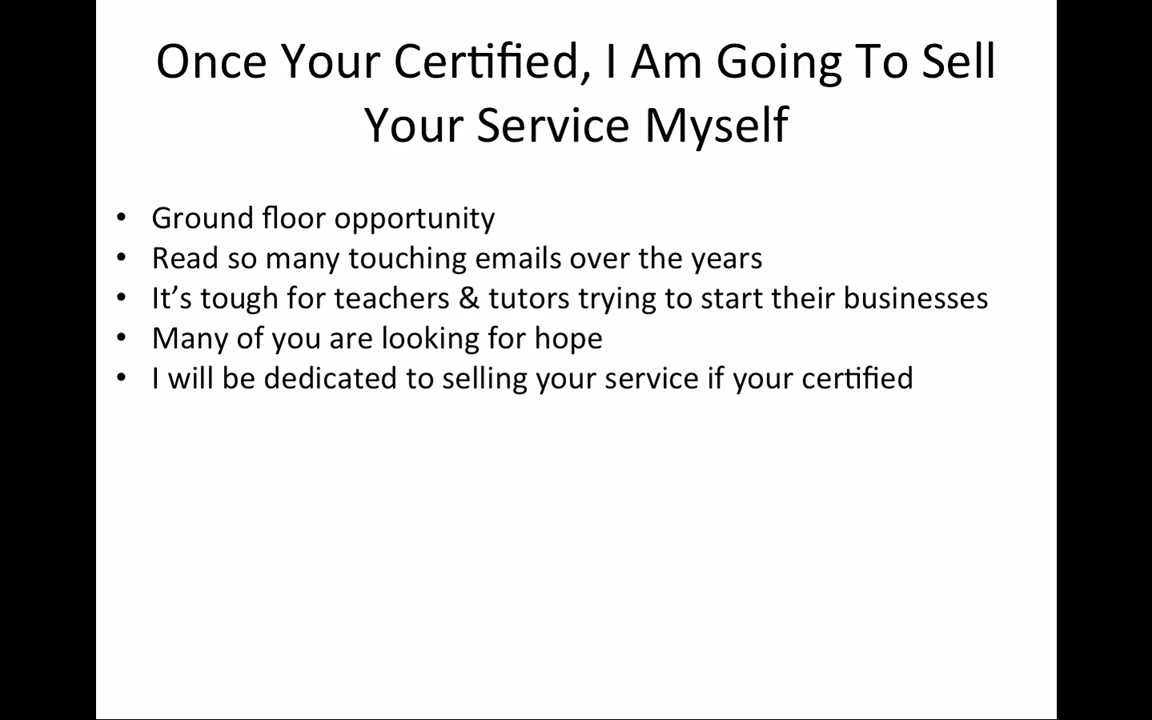 Once Your Certified, I Am Going To Sell
Your Service Myself
• Ground floor opportunity
• Read so many touching emails over the years
• It’s tough for teachers & tutors trying to start their businesses
• Many of you are looking for hope
• I will be dedicated to selling your service if your certified